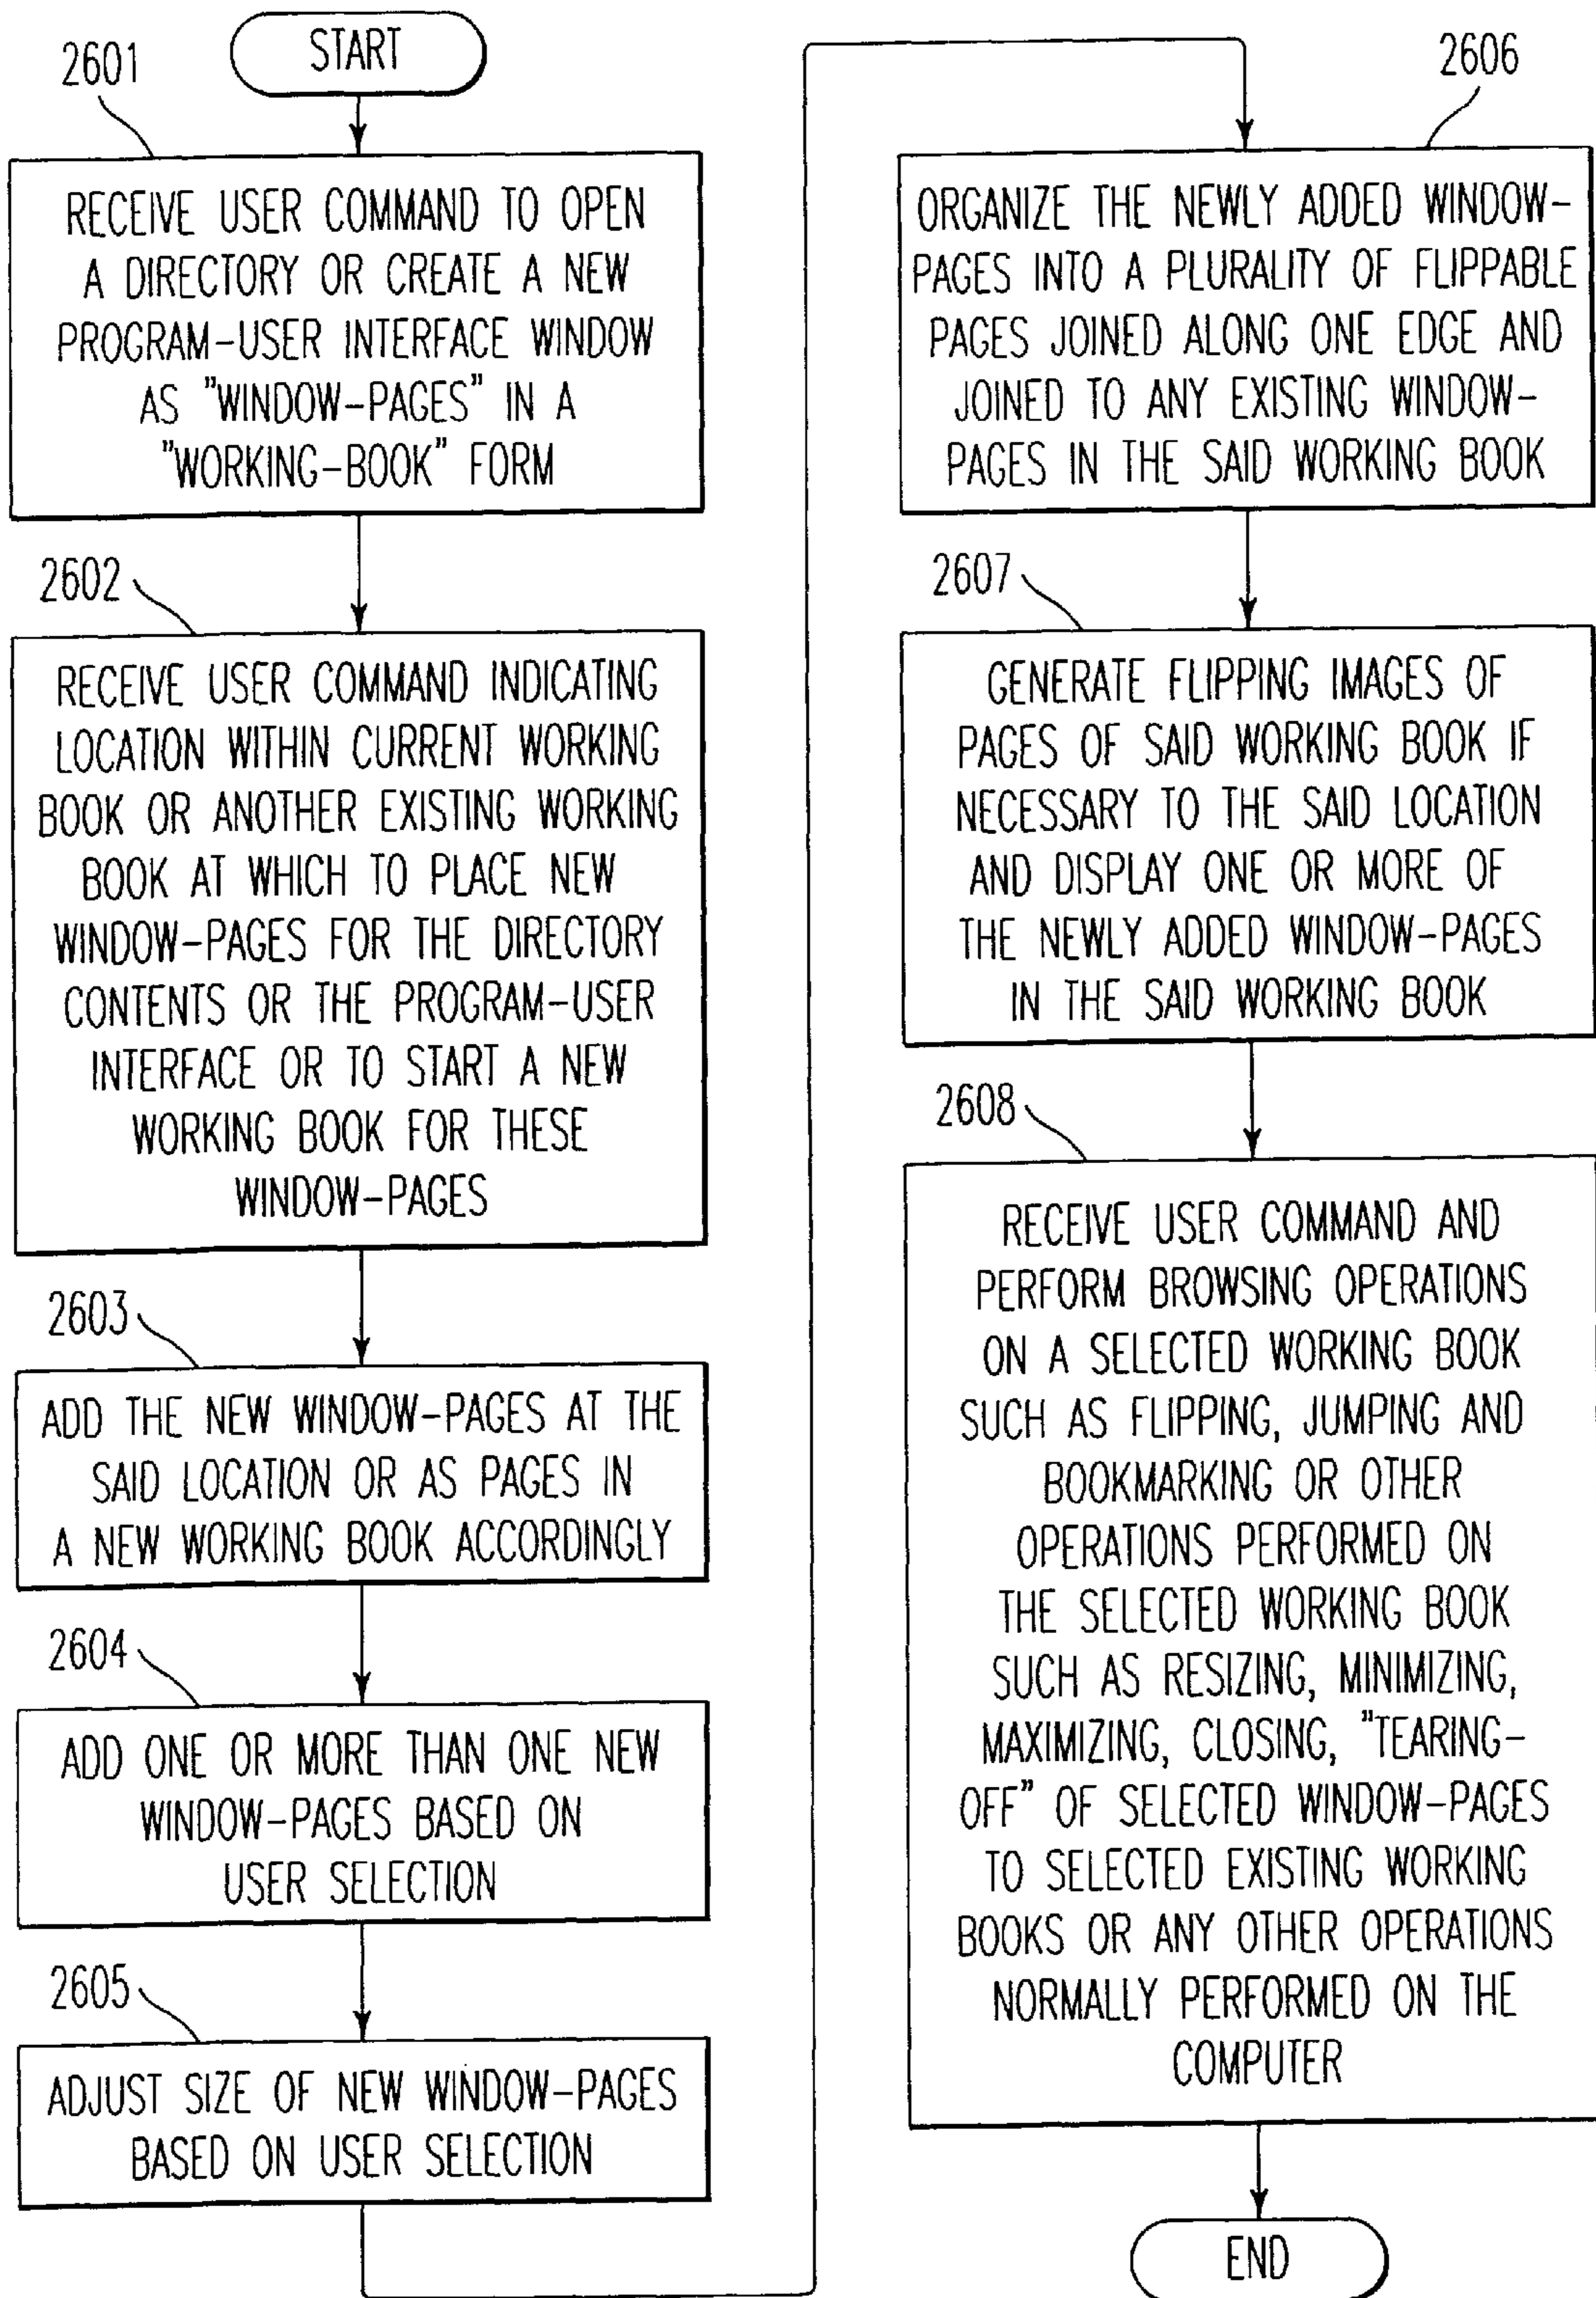 START
2601
RECEIVE USER COMMAND TO OPEN
A DIRECTORY OR CREATE A NEW
PROGRAM-USER INTERFACE WINDOW
AS "WINDOW-PAGES" IN A
"WORKING-BOOK" FORM
2602
RECEIVE USER COMMAND INDICATING
LOCATION WITHIN CURRENT WORKING
BOOK OR ANOTHER EXISTING WORKING
BOOK AT WHICH TO PLACE NEW
WINDOW-PAGES FOR THE DIRECTORY
CONTENTS OR THE PROGRAM-USER
INTERFACE OR TO START A NEW
WORKING BOOK FOR THESE
WINDOW-PAGES
2603
ADD THE NEW WINDOW-PAGES AT THE
SAID LOCATION OR AS PAGES IN
A NEW WORKING BOOK ACCORDINGLY
2604
ADD ONE OR MORE THAN ONE NEW
WINDOW-PAGES BASED ON
USER SELECTION
2605
ADJUST SIZE OF NEW WINDOW-PAGES
BASED ON USER SELECTION
2606
ORGANIZE THE NEWLY ADDED WINDOW-
PAGES INTO A PLURALITY OF FLIPPABLE
PAGES JOINED ALONG ONE EDGE AND
JOINED TO ANY EXISTING WINDOW-
PAGES IN THE SAID WORKING BOOK
2607
GENERATE FLIPPING IMAGES OF
PAGES OF SAID WORKING BOOK IF
NECESSARY TO THE SAID LOCATION
AND DISPLAY ONE OR MORE OF
THE NEWLY ADDED WINDOW-PAGES
IN THE SAID WORKING BOOK
2608
RECEIVE USER COMMAND AND
PERFORM BROWSING OPERATIONS
ON A SELECTED WORKING BOOK
SUCH AS FLIPPING, JUMPING AND
BOOKMARKING OR OTHER
OPERATIONS PERFORMED ON
THE SELECTED WORKING BOOK
SUCH AS RESIZING, MINIMIZING,
MAXIMIZING, CLOSING, "TEARING-
OFF" OF SELECTED WINDOW-PAGES
TO SELECTED EXISTING WORKING
BOOKS OR ANY OTHER OPERATIONS
NORMALLY PERFORMED ON THE
COMPUTER
END